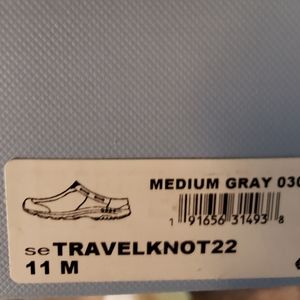 MEDIUM GRAY 030
1 91656 31493 8
seTRAVELKNOT22
11 M